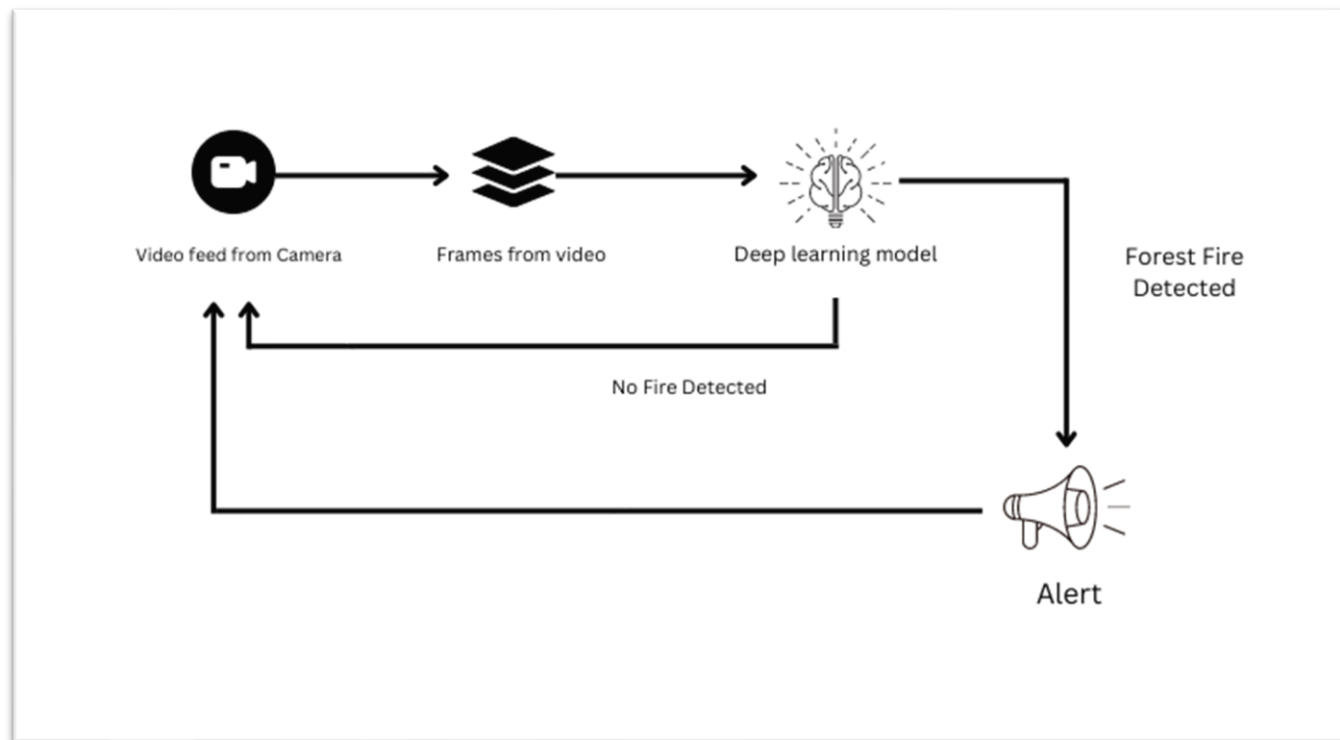 Video feed from Camera
Frames from video
Deep learning model
Forest Fire
Detected
No Fire Detected
Alert